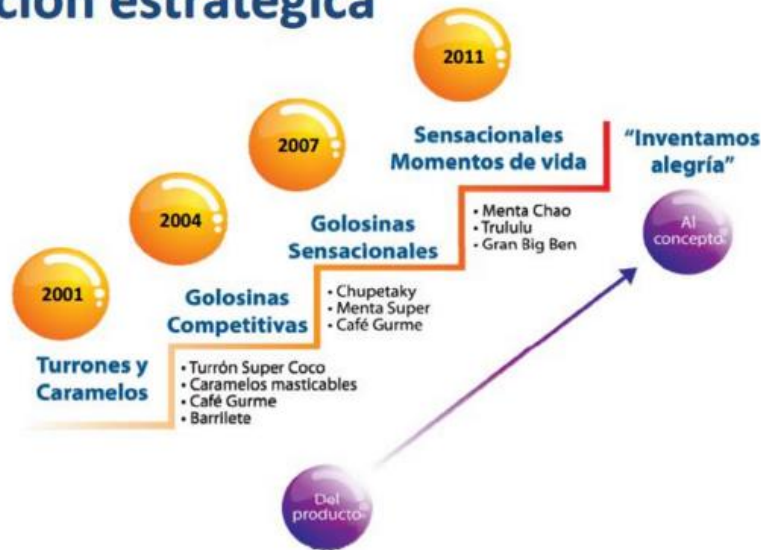 ción estratégica
2011
2007
2004
2001
Sensacionales
Momentos de vida
"Inventamos
alegría"
Golosinas
Sensacionales
• Menta Chao
• Trululu
• Gran Big Ben
Al
concepto
Golosinas
Competitivas
• Chupetaky
• Menta Super
• Café Gurme
Turrones y
Caramelos
• Turrón Super Coco
• Caramelos masticables
• Café Gurme
• Barrilete
Del
producto